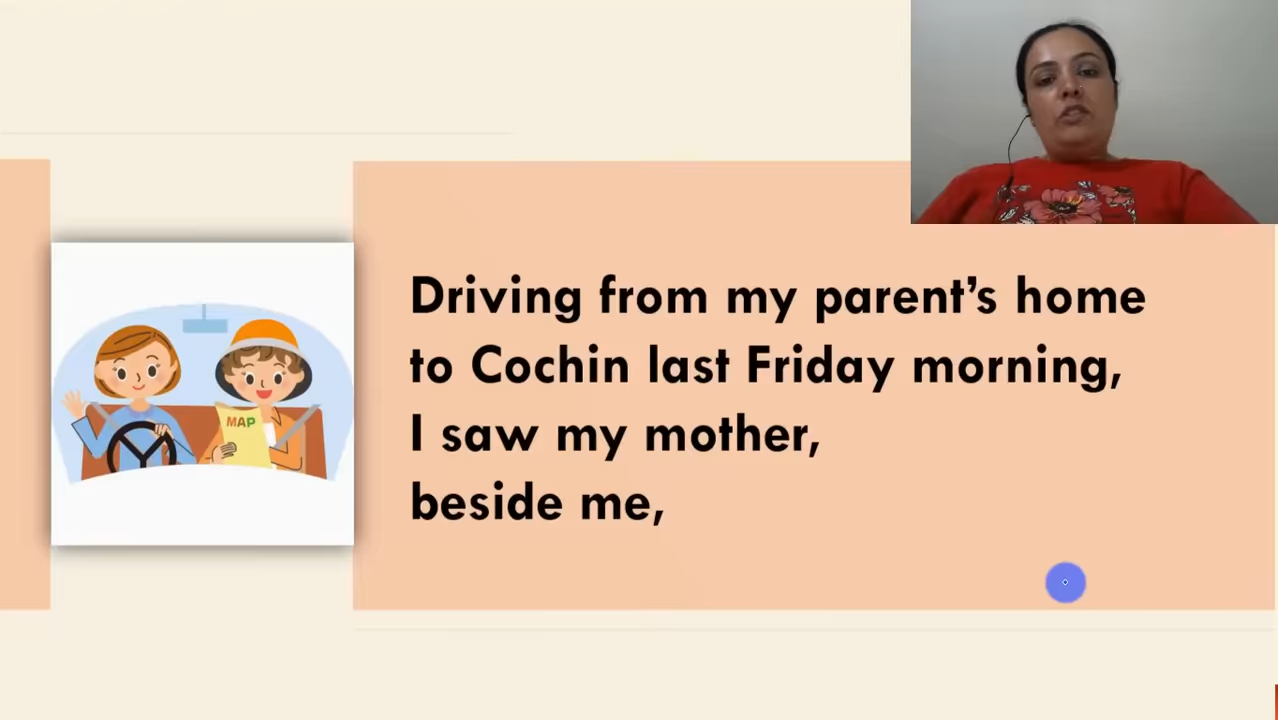 Driving from my parent's home
to Cochin last Friday morning,
I saw my mother,
beside me,
MAP